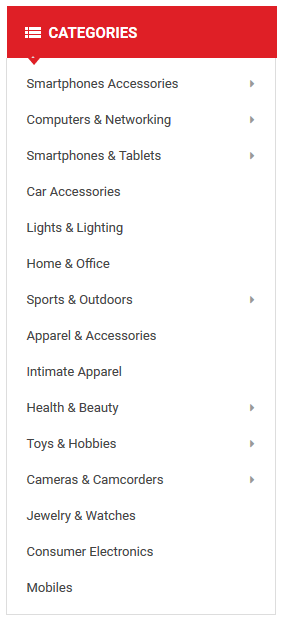 CATEGORIES
Smartphones Accessories
Computers & Networking
Smartphones & Tablets
Car Accessories
Lights & Lighting
Home & Office
Sports & Outdoors
Apparel & Accessories
Intimate Apparel
Health & Beauty
Toys & Hobbies
Cameras & Camcorders
Jewelry & Watches
Consumer Electronics
Mobiles